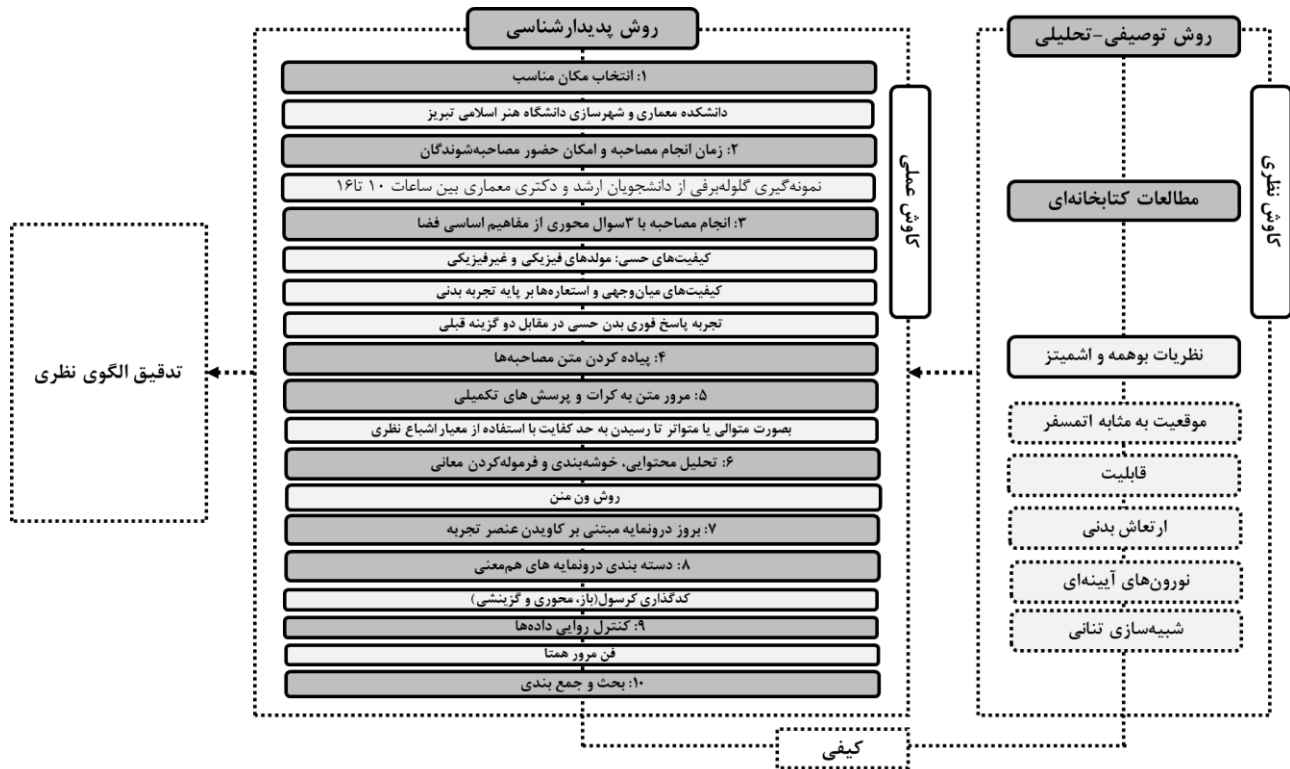 روش توصیفی-تحلیلی
کاوش نظری
مطالعات کتابخانه‌ای
نظریات بوهمه و اشمیتز
موقعیت به مثابه اتمسفر
قابلیت
ارتعاش بدنی
نورون‌های آیینه‌ای
شبیه‌سازی تنانی
روش پدیدارشناسی
کاوش عملی
۱: انتخاب مکان مناسب
دانشکده معماری و شهرسازی دانشگاه هنر اسلامی تبریز
۲: زمان انجام مصاحبه و امکان حضور مصاحبه‌شوندگان
نمونه‌گیری گلوله‌برفی از دانشجویان ارشد و دکتری معماری بین ساعات ۱۰ تا۱۶
۳: انجام مصاحبه با ۳سوال محوری از مفاهیم اساسی فضا
کیفیت‌های حسی: مولدهای فیزیکی و غیرفیزیکی
کیفیت‌های میان‌وجهی و استعاره‌ها بر پایه تجربه بدنی
تجربه پاسخ فوری بدن حسی در مقابل دو گزینه قبلی
۴: پیاده کردن متن مصاحبه‌ها
۵: مرور متن به کرات و پرسش های تکمیلی
بصورت متوالی یا متواتر تا رسیدن به حد کفایت با استفاده از معیار اشباع نظری
۶: تحلیل محتوایی، خوشه‌بندی و فرموله‌کردن معانی
روش ون منن
۷: بروز درونمایه مبتنی بر کاویدن عنصر تجربه
۸: دسته بندی درونمایه های هم‌معنی
کدگذاری کرسول(باز، محوری و گزینشی)
۹: کنترل روایی داده‌ها
فن مرور همتا
۱۰: بحث و جمع بندی
کیفی
تدقیق الگوی نظری